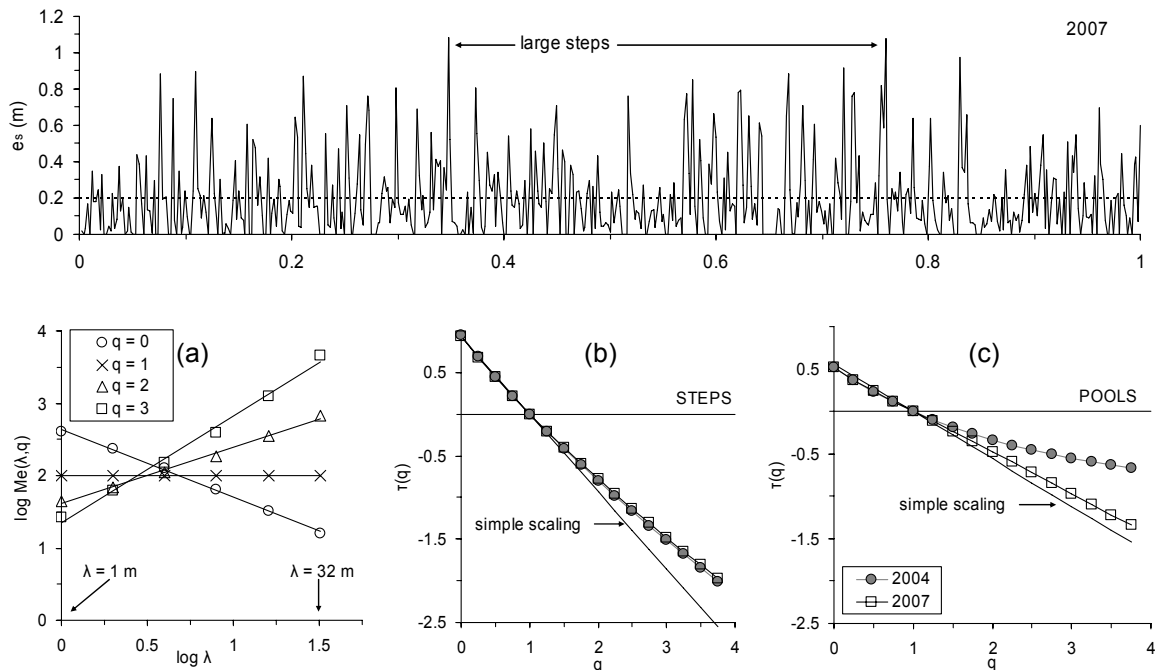 2007
large steps
es (m)
1.2
1
0.8
0.6
0.4
0.2
0
0 0.2 0.4 0.6 0.8 1
(a)
q = 0
q = 1
q = 2
q = 3
log Me(λ,q)
4
3
2
1
0
λ = 1 m
λ = 32 m
0 0.5 1 1.5
log λ
(b)
STEPS
τ(q)
0.5
-0.5
-1.5
-2.5
simple scaling
0 1 2 3 4
q
(c)
POOLS
τ(q)
0.5
-0.5
-1.5
-2.5
simple scaling
2004
2007
0 1 2 3 4
q